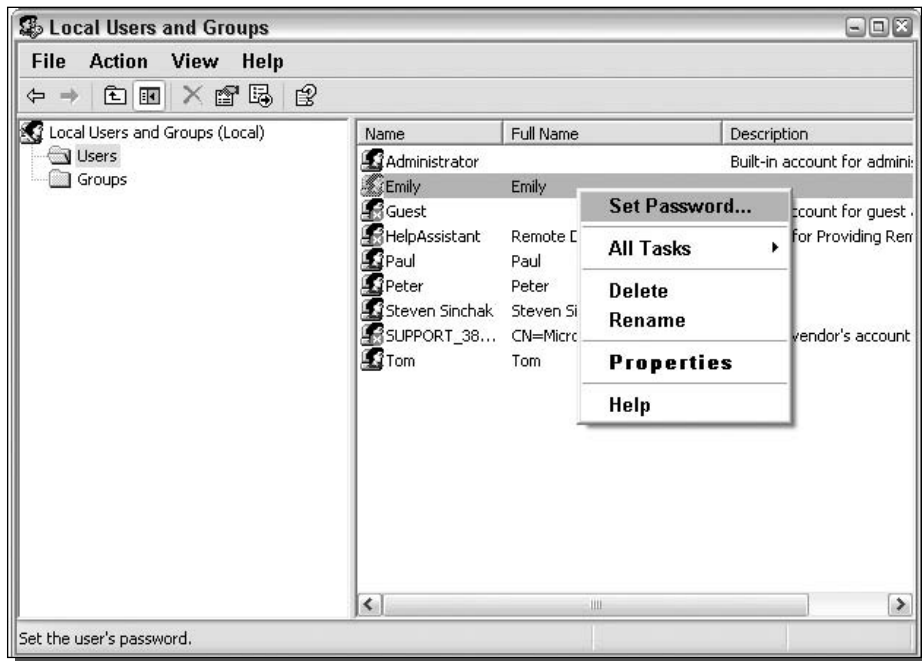 Local Users and Groups
File Action View Help
Local Users and Groups (Local)
Users
Groups
Name Full Name Description
Administrator Built-in account for admini
Emily Emily
Guest count for guest
HelpAssistant Remote for Providing Rem
Paul Paul
Peter Peter
Steven Sinchak Steven Si
SUPPORT_38... CN=Micro vendor's account
Tom Tom
Set Password...
All Tasks
Delete
Rename
Properties
Help
Set the user's password.